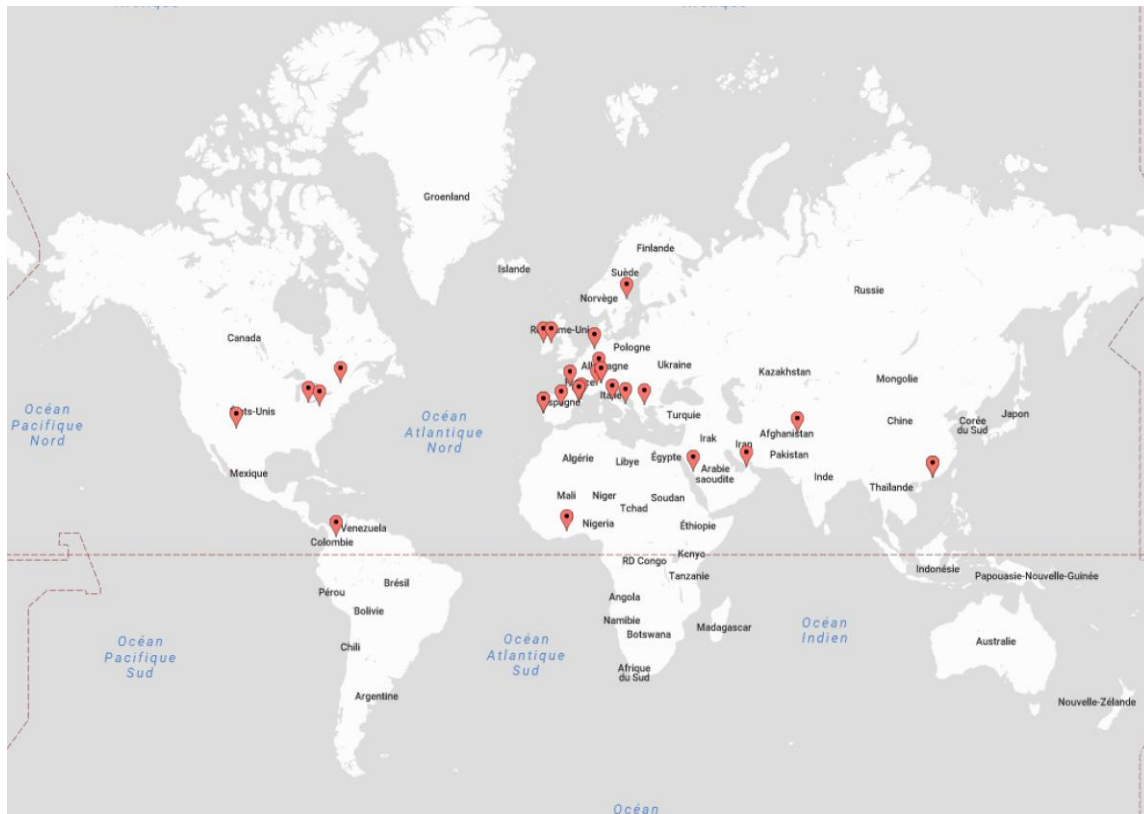 Groenland
Finlande
Islande
Suède
Russie
Norvège
Canada
Pologne
Ukraine
Kazakhstan
Mongolie
Océan
Pacifique
Nord
Océan
Atlantique
Nord
Espagne
Italie
Turquie
Afghanistan
Chine
Corée
du Sud
Japon
Mexique
Algérie
Libye
Égypte
Irak
Iran
Arabie
saoudite
Pakistan
Inde
Thaïlande
Mali
Niger
Tchad
Soudan
Nigeria
Éthiopie
Venezuela
Colombie
RD Congo
Kenya
Tanzanie
Indonésie
Papouasie-Nouvelle-Guinée
Pérou
Brésil
Bolivie
Angola
Namibie
Botswana
Madagascar
Océan
Indien
Australie
Océan
Pacifique
Sud
Chili
Océan
Atlantique
Sud
Afrique
du Sud
Argentine
Nouvelle-Zélande
Océan